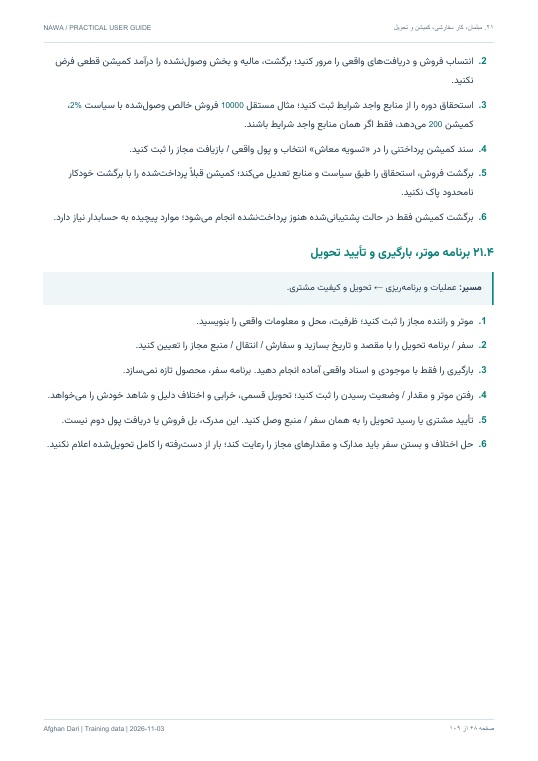 ۲۱. مبلمان، کار سفارشی، کمیشن و تحویل
NAWA / PRACTICAL USER GUIDE
2. انتساب فروش و دریافت‌های واقعی را مرور کنید؛ برگشت، مالیه و بخش وصول‌نشده را درآمد کمیشن قطعی فرض
نکنید.
3. استحقاق دوره را از منابع واجد شرایط ثبت کنید؛ مثال مستقل 10000 فروش خالص وصول‌شده با سیاست 2%،
کمیشن 200 می‌دهد، فقط اگر همان منابع واجد شرایط باشند.
4. سند کمیشن پرداختنی را در «تسویه معاش» انتخاب و پول واقعی / بازیافت مجاز را ثبت کنید.
5. برگشت فروش، استحقاق را طبق سیاست و منابع تعدیل می‌کند؛ کمیشن قبلاً پرداخت‌شده را با برگشت خودکار
نامحدود پاک نکنید.
6. برگشت کمیشن فقط در حالت پشتیبانی‌شده هنوز پرداخت‌نشده انجام می‌شود؛ موارد پیچیده به حسابدار نیاز دارد.
۲۱.۴ برنامه موتر، بارگیری و تأیید تحویل
مسیر: عملیات و برنامه‌ریزی ← تحویل و کیفیت مشتری.
1. موتر و راننده مجاز را ثبت کنید؛ ظرفیت، محل و معلومات واقعی را بنویسید.
2. سفر / برنامه تحویل را با مقصد و تاریخ بسازید و سفارش / انتقال / منبع مجاز را تعیین کنید.
3. بارگیری را فقط با موجودی و اسناد واقعی آماده انجام دهید. برنامه سفر، محصول تازه نمی‌سازد.
4. رفتن موتر و مقدار / وضعیت رسیدن را ثبت کنید؛ تحویل قسمی، خرابی و اختلاف دلیل و شاهد خودش را می‌خواهد.
5. تأیید مشتری یا رسید تحویل را به همان سفر / منبع وصل کنید. این مدرک، بل فروش یا دریافت پول دوم نیست.
6. حل اختلاف و بستن سفر باید مدارک و مقدارهای مجاز را رعایت کند؛ بار از دست‌رفته را کامل تحویل‌شده اعلام نکنید.
صفحه ۴۸ از ۱۰۹
Afghan Dari | Training data | 2026-11-03